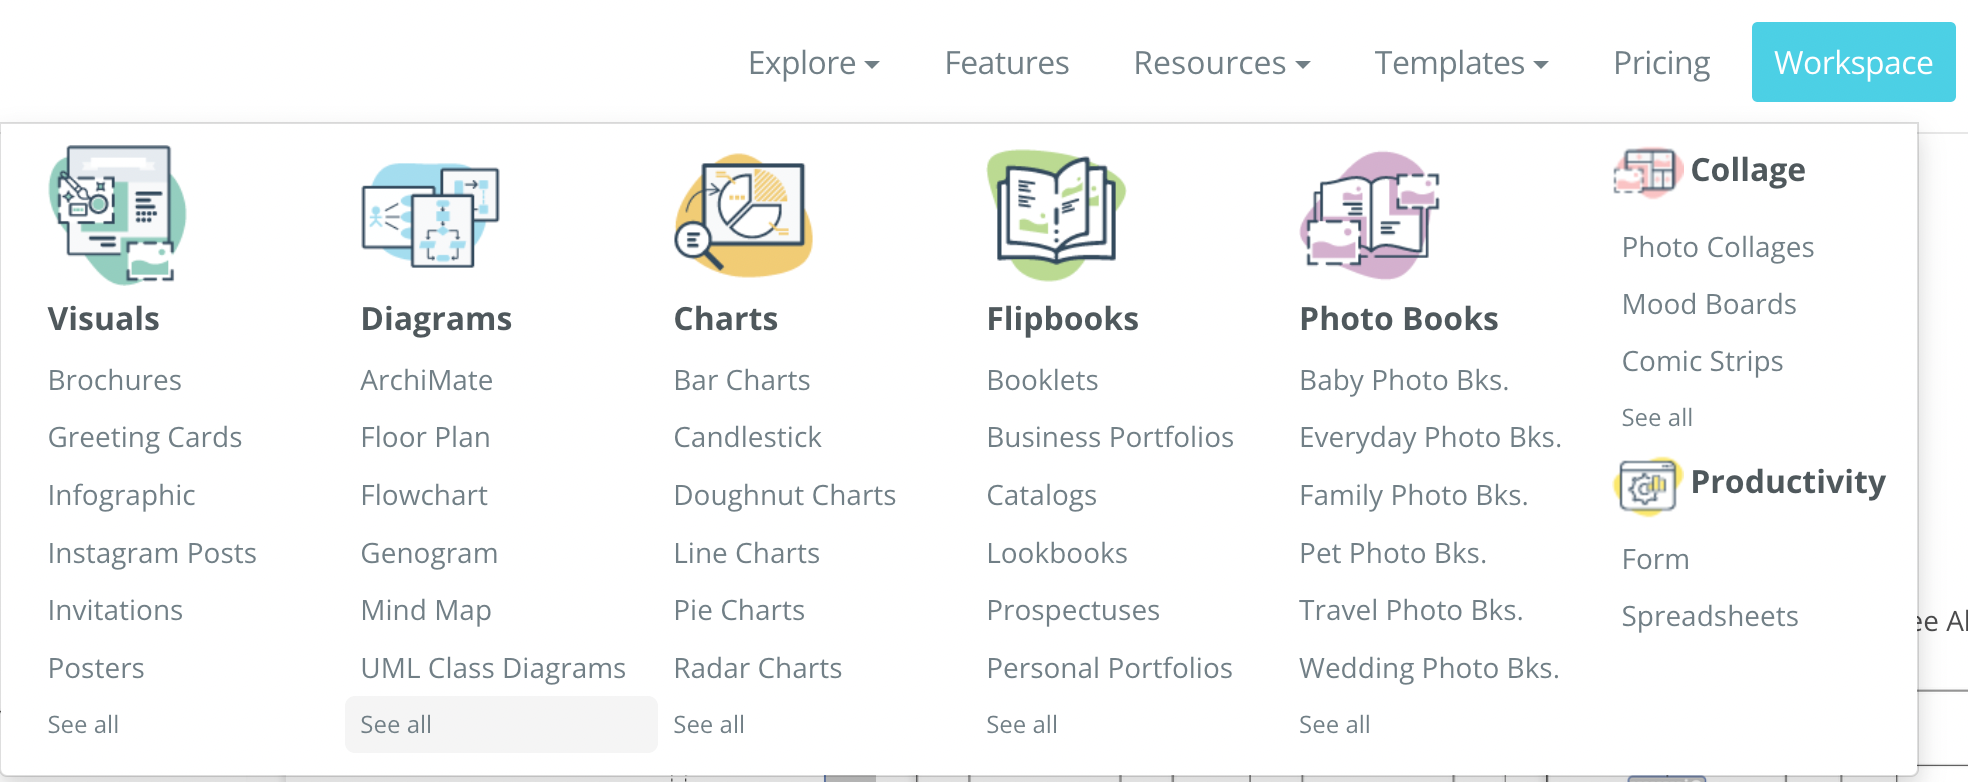 Explore
Features
Resources
Templates
Pricing
Workspace
Visuals
Brochures
Greeting Cards
Infographic
Instagram Posts
Invitations
Posters
See all
Diagrams
ArchiMate
Floor Plan
Flowchart
Genogram
Mind Map
UML Class Diagrams
See all
Charts
Bar Charts
Candlestick
Doughnut Charts
Line Charts
Pie Charts
Radar Charts
See all
Flipbooks
Booklets
Business Portfolios
Catalogs
Lookbooks
Prospectuses
Personal Portfolios
See all
Photo Books
Baby Photo Bks.
Everyday Photo Bks.
Family Photo Bks.
Pet Photo Bks.
Travel Photo Bks.
Wedding Photo Bks.
See all
Collage
Photo Collages
Mood Boards
Comic Strips
See all
Productivity
Form
Spreadsheets